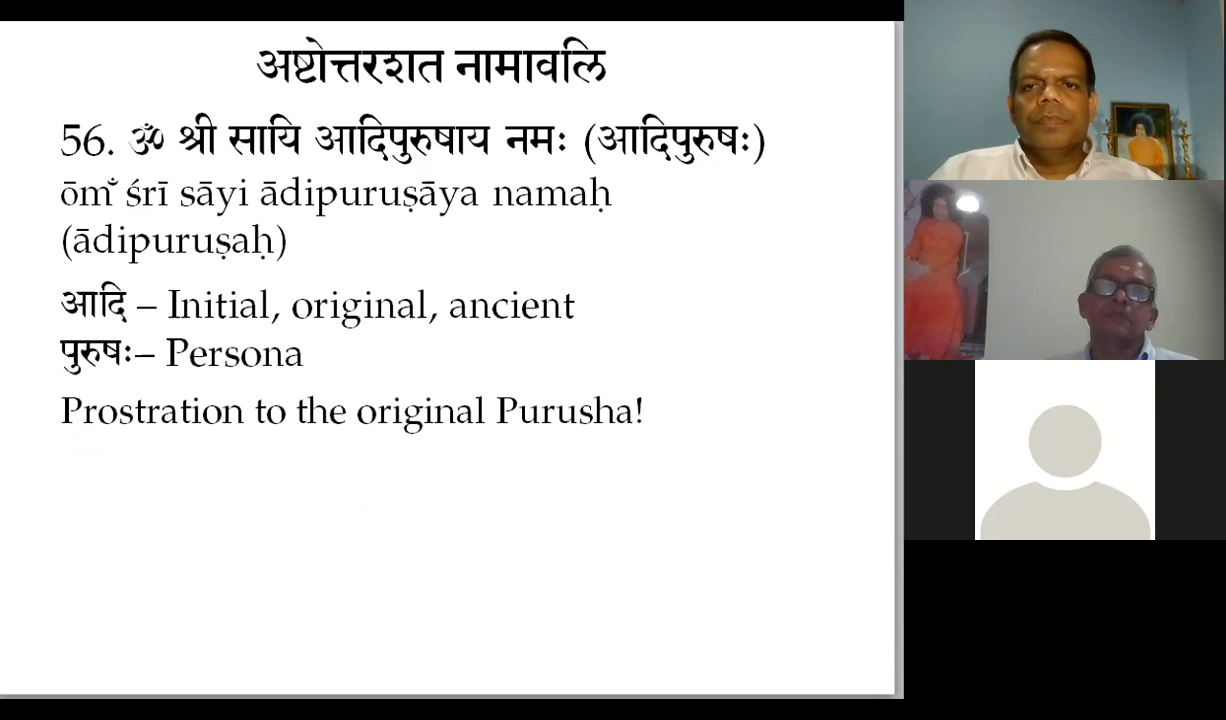 अष्टोत्तरशत नामावलि
56. ॐ श्री सायि आदिपुरुषाय नमः (आदिपुरुषः)
ōm̐ śrī sāyi ādipuruṣāya namaḥ
(ādipuruṣaḥ)
आदि – Initial, original, ancient
पुरुषः– Persona
Prostration to the original Purusha!